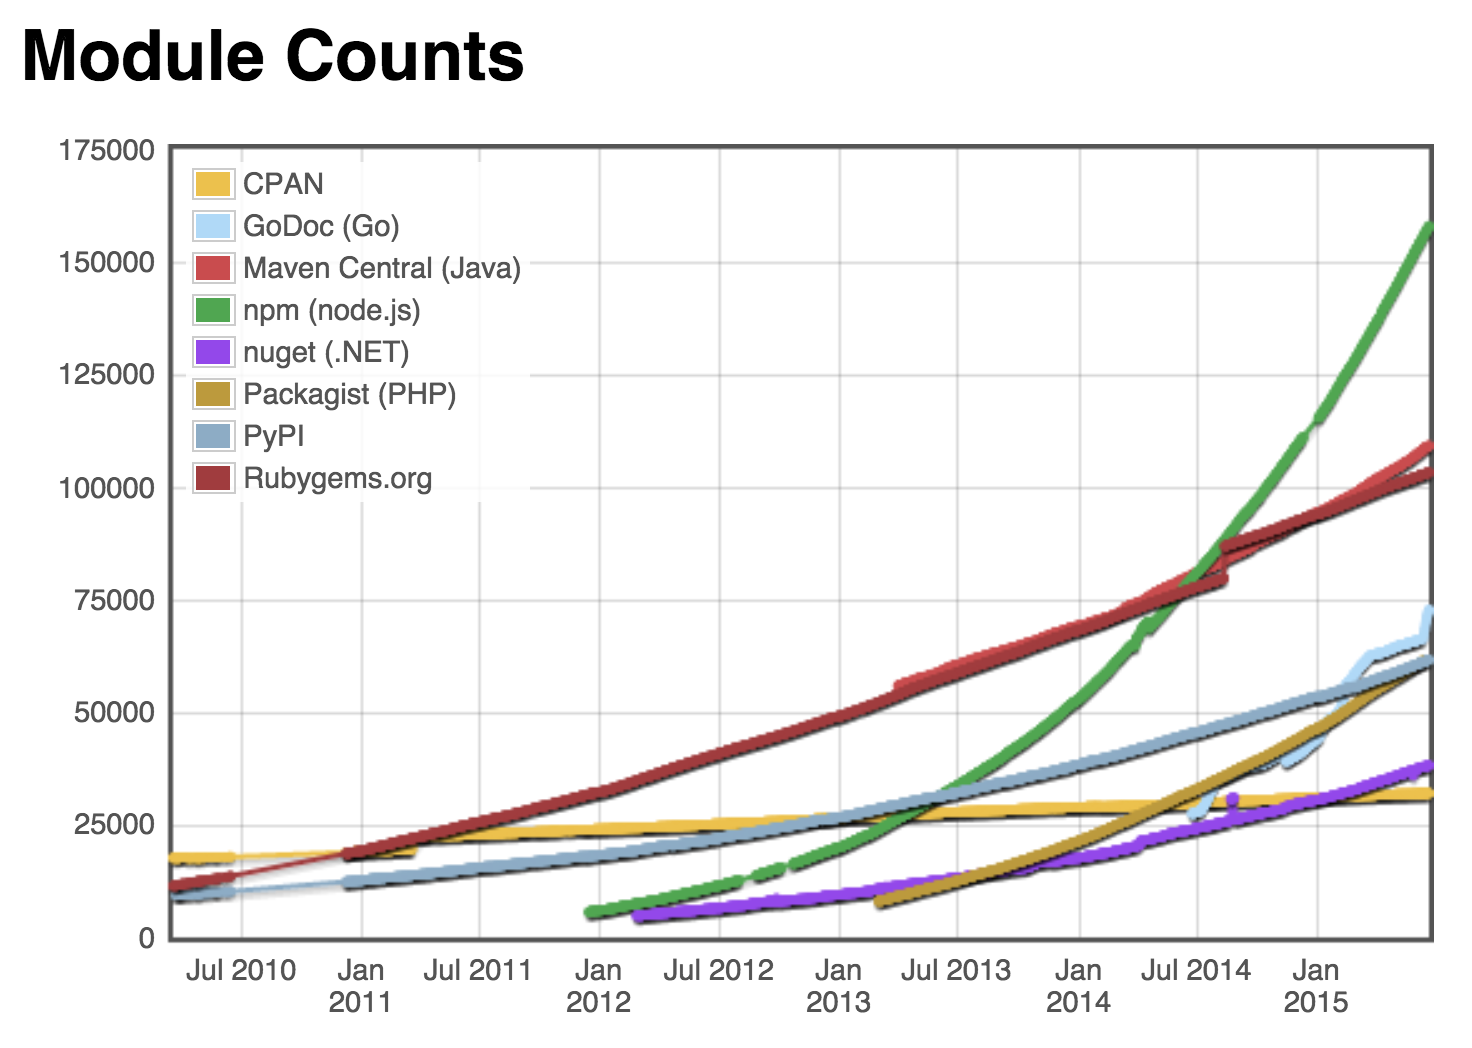 Module Counts
175000
150000
125000
100000
75000
50000
25000
0
CPAN
GoDoc (Go)
Maven Central (Java)
npm (node.js)
nuget (.NET)
Packagist (PHP)
PyPI
Rubygems.org
Jul 2010
Jan
2011
Jul 2011
Jan
2012
Jul 2012
Jan
2013
Jul 2013
Jan
2014
Jul 2014
Jan
2015